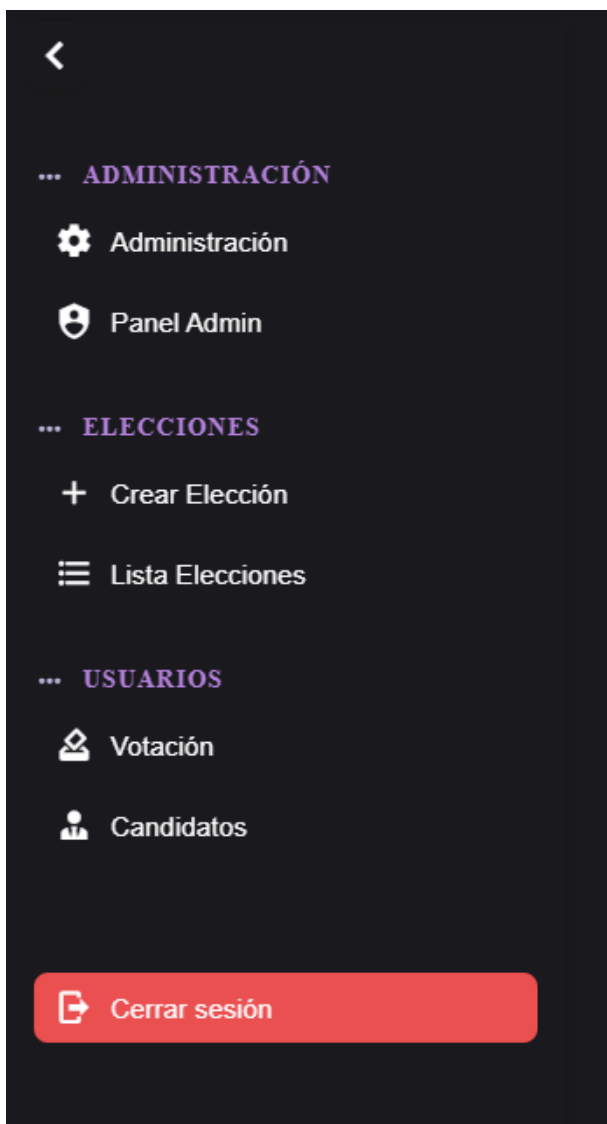 ADMINISTRACIÓN
Administración
Panel Admin
ELECCIONES
Crear Elección
Lista Elecciones
USUARIOS
Votación
Candidatos
Cerrar sesión